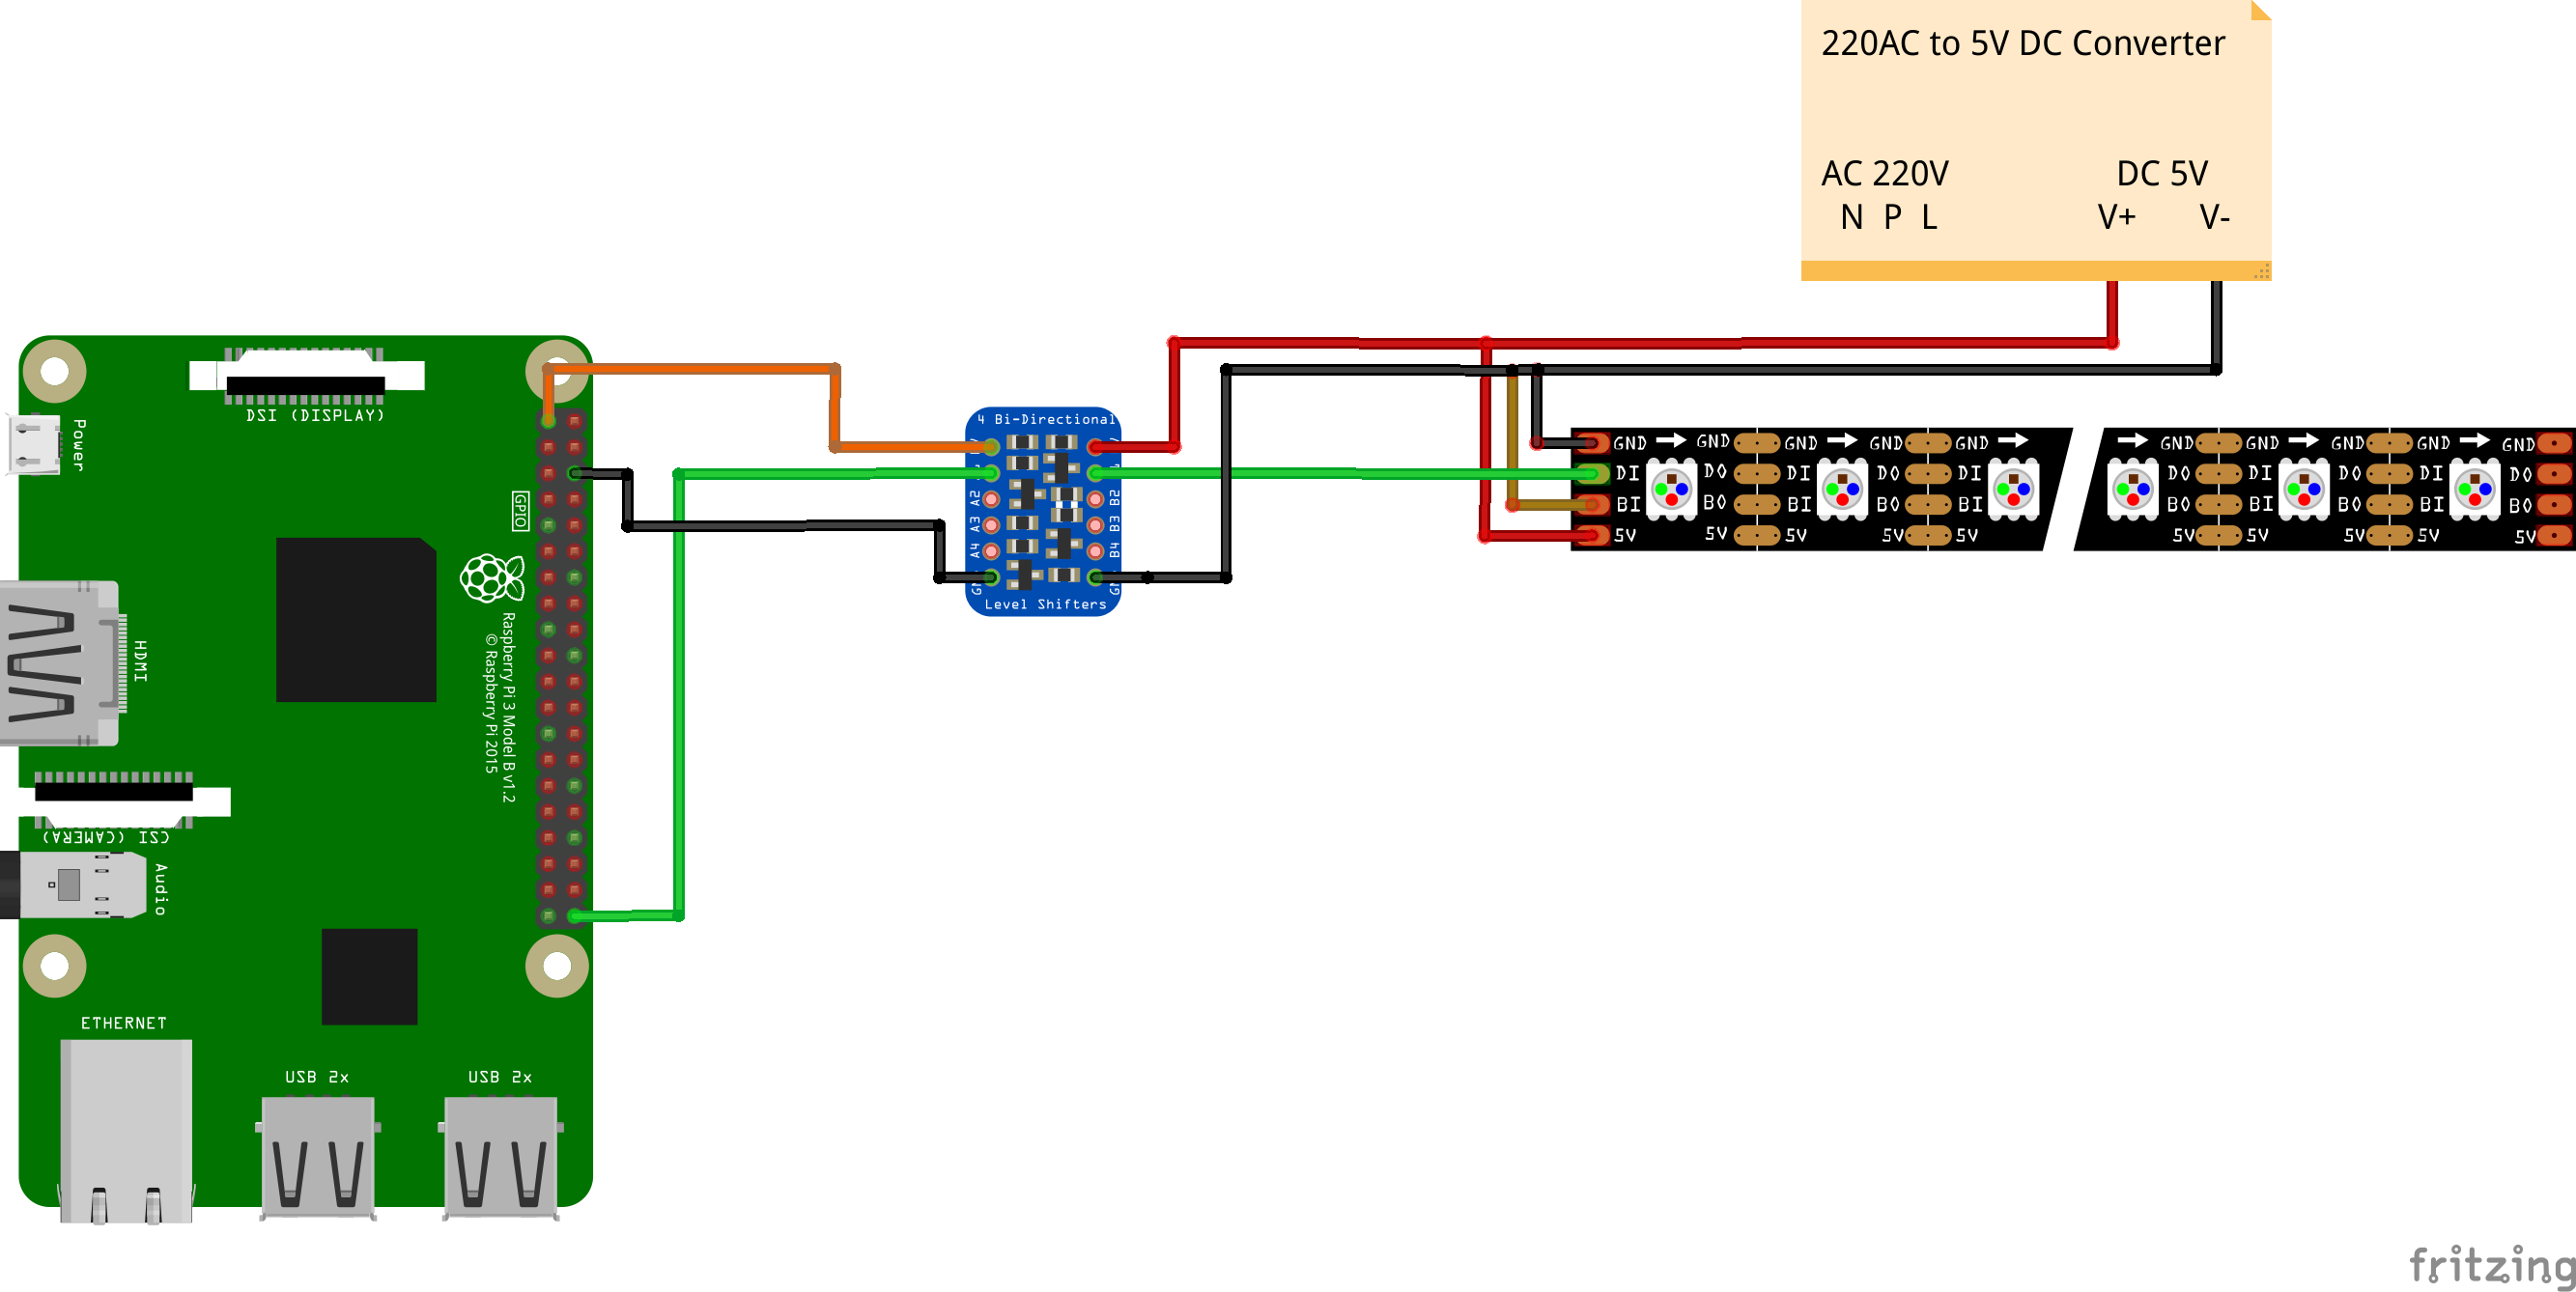 220AC to 5V DC Converter
AC 220V DC 5V
N P L V+ V-
DSI (DISPLAY)
Power
GPIO
HDMI
Raspberry Pi 3 Model B v1.2
© Raspberry Pi 2015
CSI (CAMERA)
Audio
ETHERNET
USB 2x USB 2x
4 Bi-Directional
A2 B2
A3 B3
A4 B4
Level Shifters
GND GND GND GND GND GND GND GND GND GND
DI DO DI DO DI DO DI DO DI DO
BI BO BI BO BI BO BI BO BI BO
5V 5V 5V 5V 5V 5V 5V 5V 5V 5V
fritzing